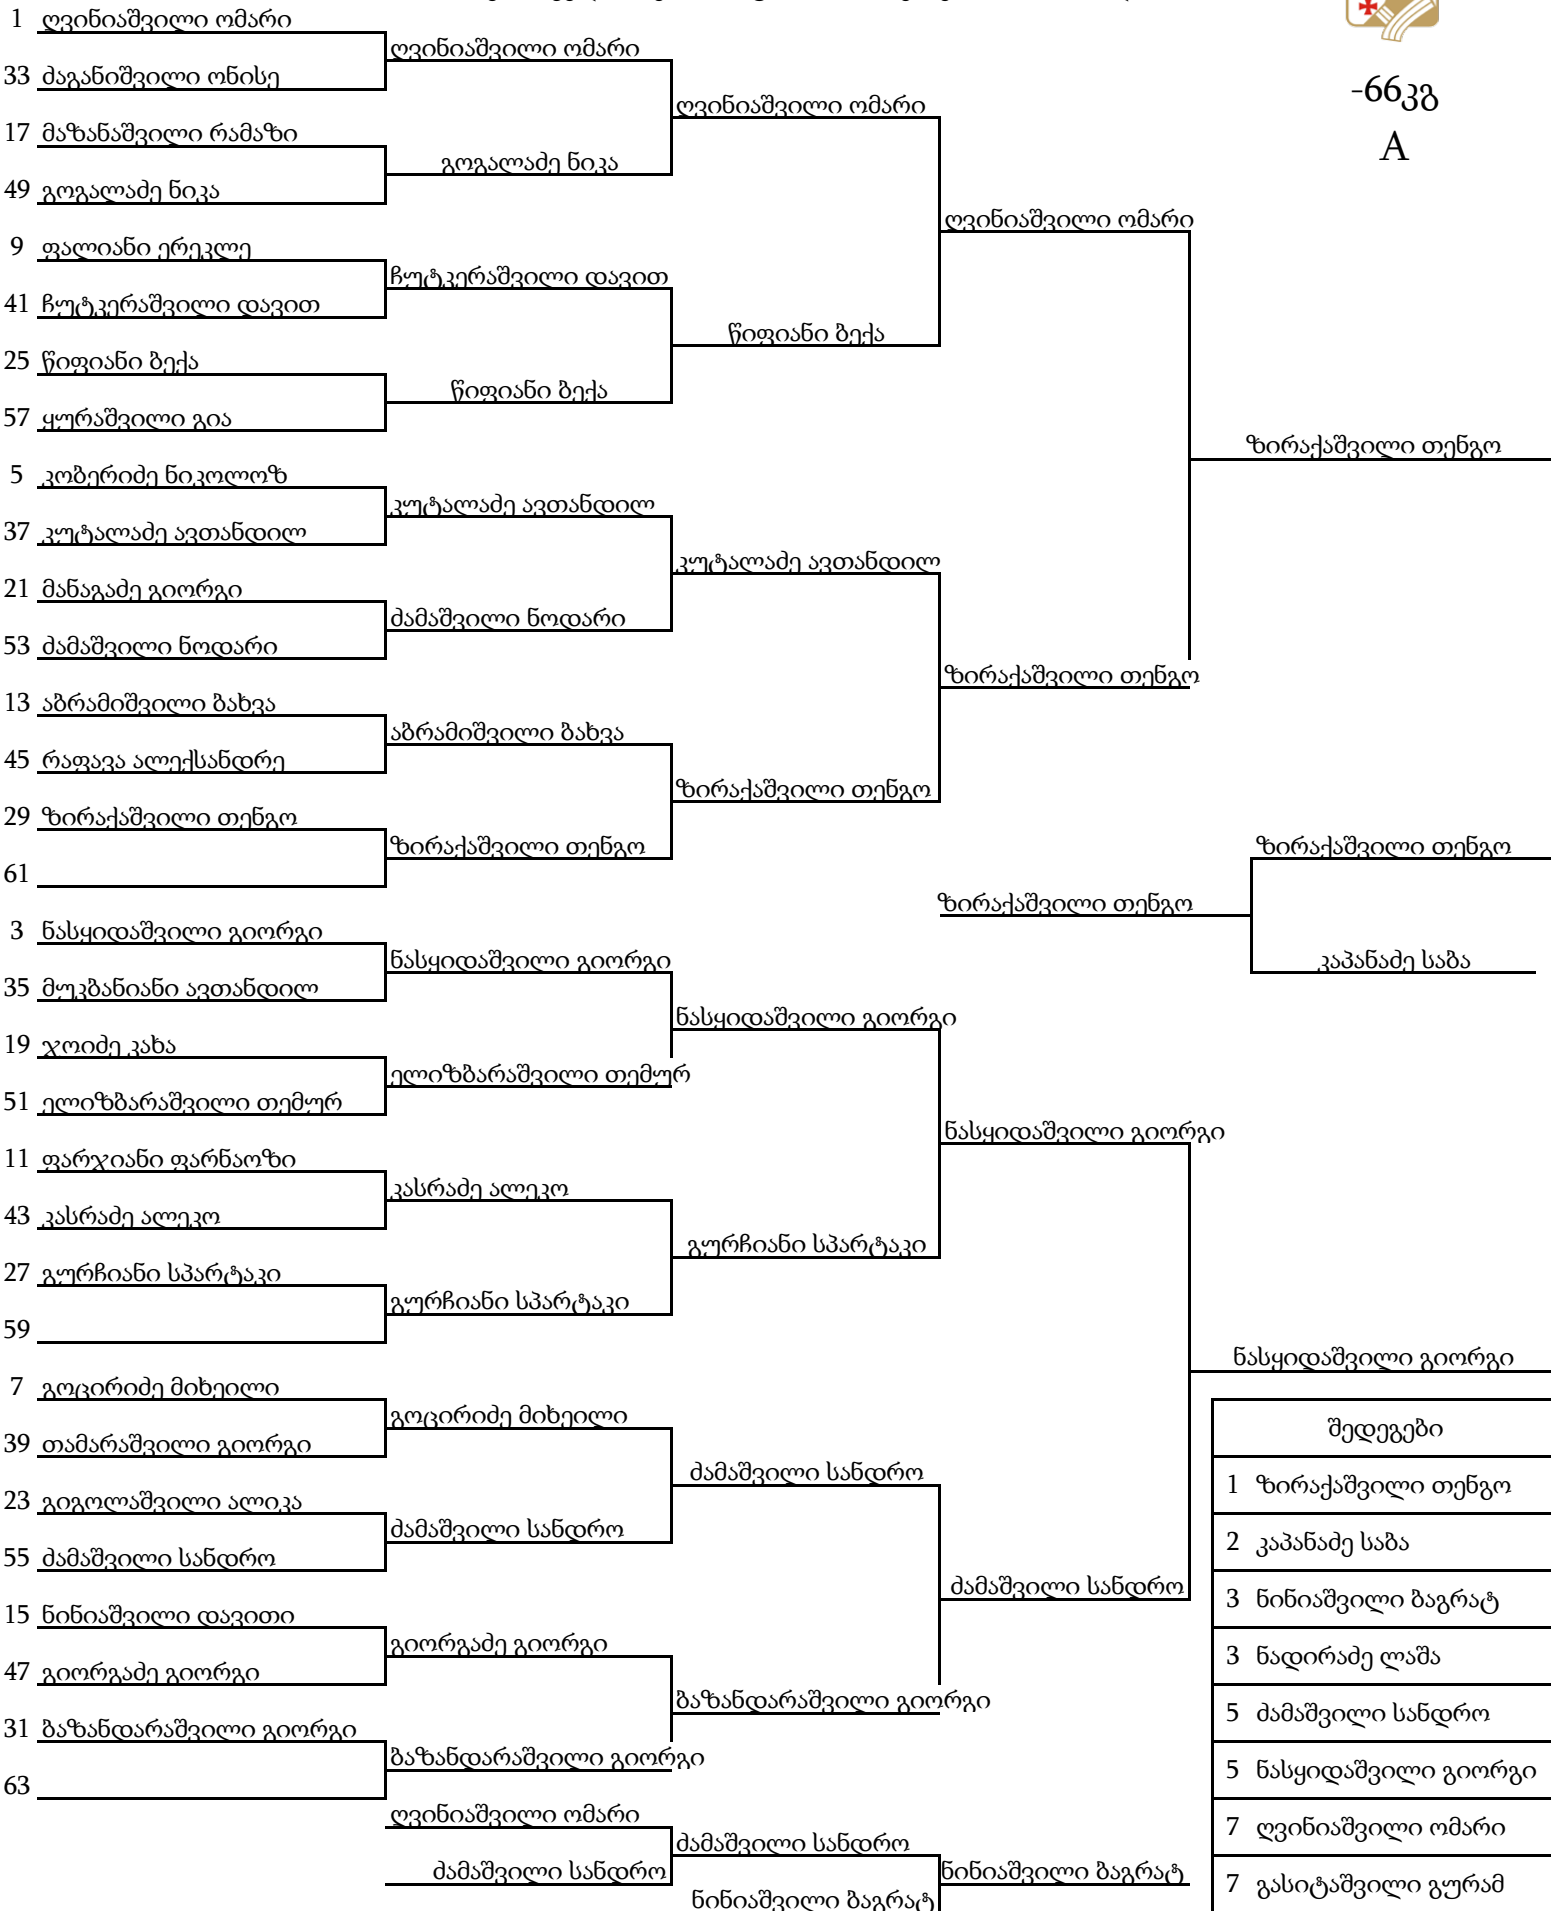 1 ღვინიაშვილი ომარი
33 ძაგანიშვილი ონისე
17 მაზანაშვილი რამაზი
49 გოგალაძე ნიკა
9 ფალიანი ერეკლე
41 ჩუტკერაშვილი დავით
25 წიფიანი ბექა
57 ყურაშვილი გია
5 კობერიძე ნიკოლოზ
37 კუტალაძე ავთანდილ
21 მანაგაძე გიორგი
53 ძამაშვილი ნოდარი
13 აბრამიშვილი ბახვა
45 რაფავა ალექსანდრე
29 ზირაქაშვილი თენგო
61
3 ნასყიდაშვილი გიორგი
35 მუკბანიანი ავთანდილ
19 ჯოიძე კახა
51 ელიზბარაშვილი თემურ
11 ფარჯიანი ფარნაოზი
43 კასრაძე ალეკო
27 გურჩიანი სპარტაკი
59
7 გოცირიძე მიხეილი
39 თამარაშვილი გიორგი
23 გიგოლაშვილი ალიკა
55 ძამაშვილი სანდრო
15 ნინიაშვილი დავითი
47 გიორგაძე გიორგი
31 ბაზანდარაშვილი გიორგი
63
ღვინიაშვილი ომარი
გოგალაძე ნიკა
ჩუტკერაშვილი დავით
წიფიანი ბექა
კუტალაძე ავთანდილ
ძამაშვილი ნოდარი
აბრამიშვილი ბახვა
ზირაქაშვილი თენგო
ნასყიდაშვილი გიორგი
ელიზბარაშვილი თემურ
კასრაძე ალეკო
გურჩიანი სპარტაკი
გოცირიძე მიხეილი
ძამაშვილი სანდრო
გიორგაძე გიორგი
ბაზანდარაშვილი გიორგი
ღვინიაშვილი ომარი
ძამაშვილი სანდრო
ღვინიაშვილი ომარი
წიფიანი ბექა
კუტალაძე ავთანდილ
ზირაქაშვილი თენგო
ნასყიდაშვილი გიორგი
გურჩიანი სპარტაკი
ძამაშვილი სანდრო
ბაზანდარაშვილი გიორგი
ძამაშვილი სანდრო
ნინიაშვილი ბაგრატ
ღვინიაშვილი ომარი
ზირაქაშვილი თენგო
ზირაქაშვილი თენგო
ნასყიდაშვილი გიორგი
ძამაშვილი სანდრო
ნინიაშვილი ბაგრატ
-66კგ
A
ზირაქაშვილი თენგო
ზირაქაშვილი თენგო
კაპანაძე საბა
ნასყიდაშვილი გიორგი
შედეგები
1 ზირაქაშვილი თენგო
2 კაპანაძე საბა
3 ნინიაშვილი ბაგრატ
3 ნადირაძე ლაშა
5 ძამაშვილი სანდრო
5 ნასყიდაშვილი გიორგი
7 ღვინიაშვილი ომარი
7 გასიტაშვილი გურამ